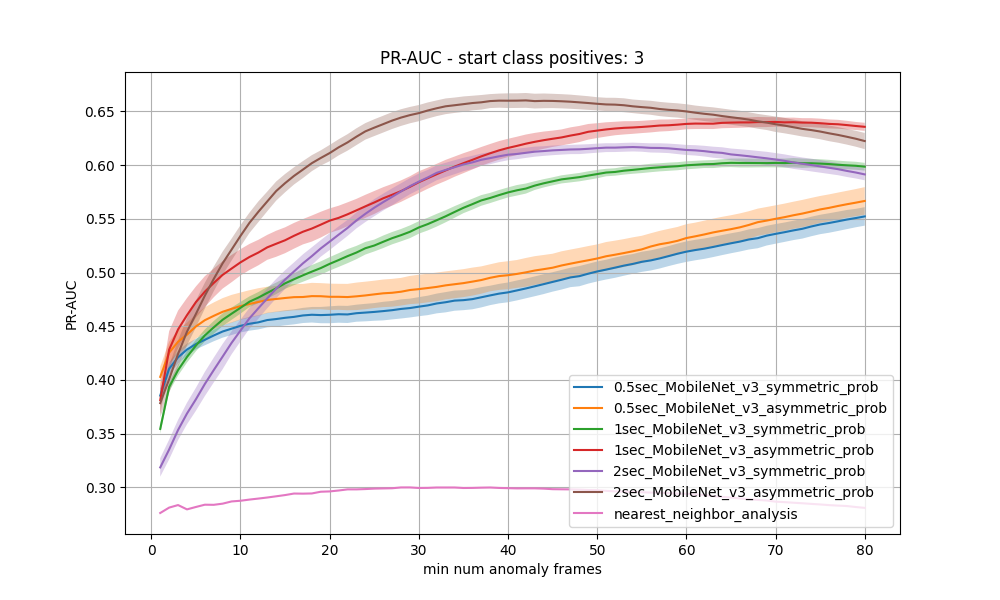 PR-AUC - start class positives: 3
PR-AUC
0.65
0.60
0.55
0.50
0.45
0.40
0.35
0.30
0.5sec_MobileNet_v3_symmetric_prob
0.5sec_MobileNet_v3_asymmetric_prob
1sec_MobileNet_v3_symmetric_prob
1sec_MobileNet_v3_asymmetric_prob
2sec_MobileNet_v3_symmetric_prob
2sec_MobileNet_v3_asymmetric_prob
nearest_neighbor_analysis
0 10 20 30 40 50 60 70 80
min num anomaly frames